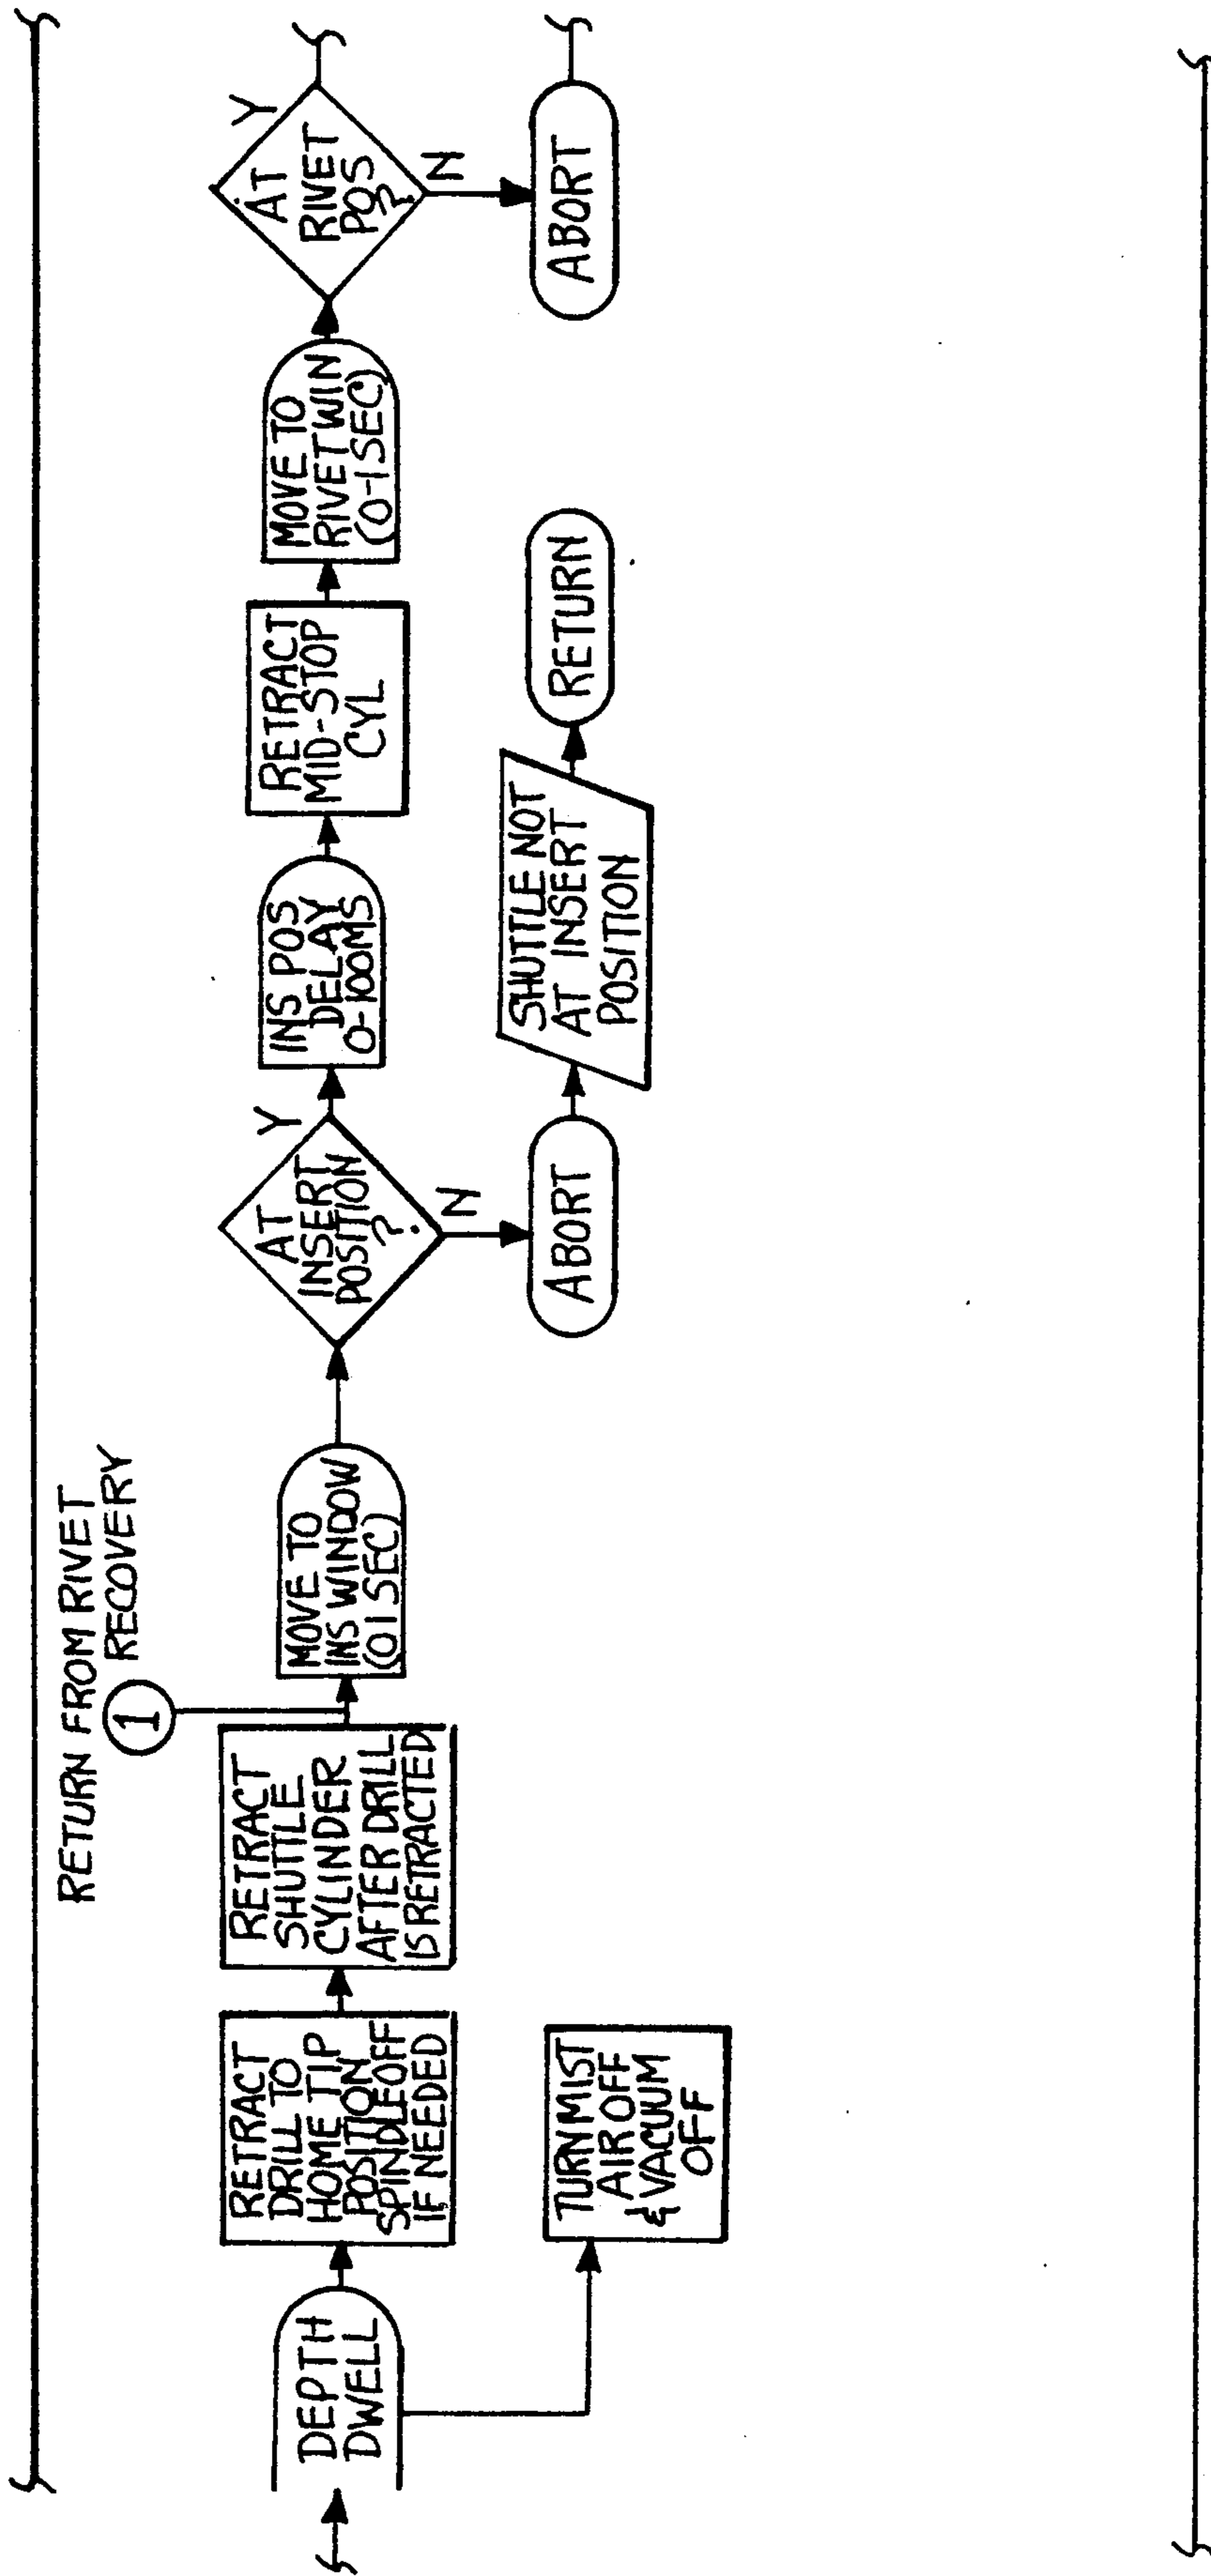 RETURN FROM RIVET
RECOVERY
1
DEPTH
DWELL
RETRACT
DRILL TO
HOME TIP
POSITION
SPINDLE OFF
IF NEEDED
TURN MIST
AIR OFF
& VACUUM
OFF
RETRACT
SHUTTLE
CYLINDER
AFTER DRILL
IS RETRACTED
MOVE TO
INS WINDOW
(0 1 SEC)
AT
INSERT
POSITION
?
Y
N
ABORT
SHUTTLE NOT
AT INSERT
POSITION
RETURN
INS POS
DELAY
0-100MS
RETRACT
MID-STOP
CYL
MOVE TO
RIVET WIN
(0-1SEC)
AT
RIVET
POS
?
Y
N
ABORT